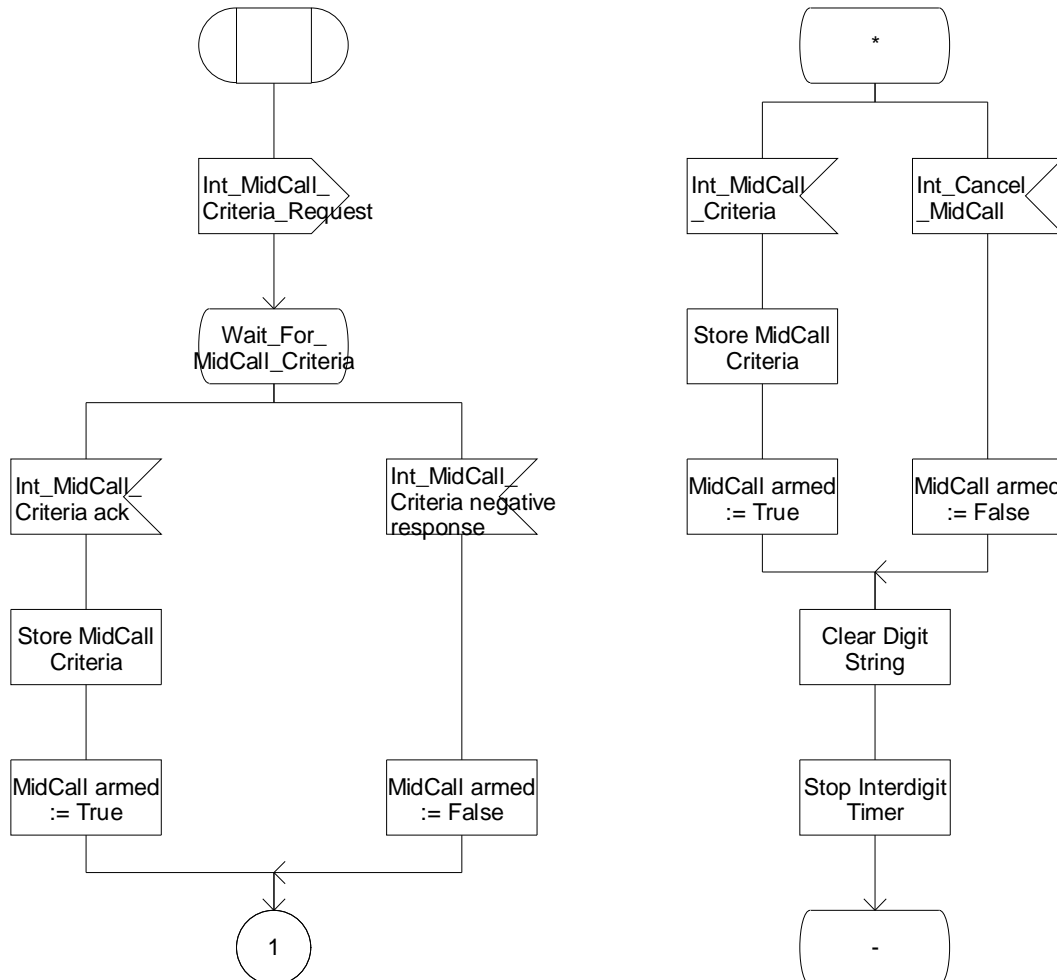 Int_MidCall_
Criteria_Request
Wait_For_
MidCall_Criteria
Int_MidCall_
Criteria ack
Int_MidCall_
Criteria negative
response
Store MidCall
Criteria
MidCall armed
:= True
MidCall armed
:= False
1
*
Int_MidCall
_Criteria
Int_Cancel
_MidCall
Store MidCall
Criteria
MidCall armed
:= True
MidCall armed
:= False
Clear Digit
String
Stop Interdigit
Timer
-